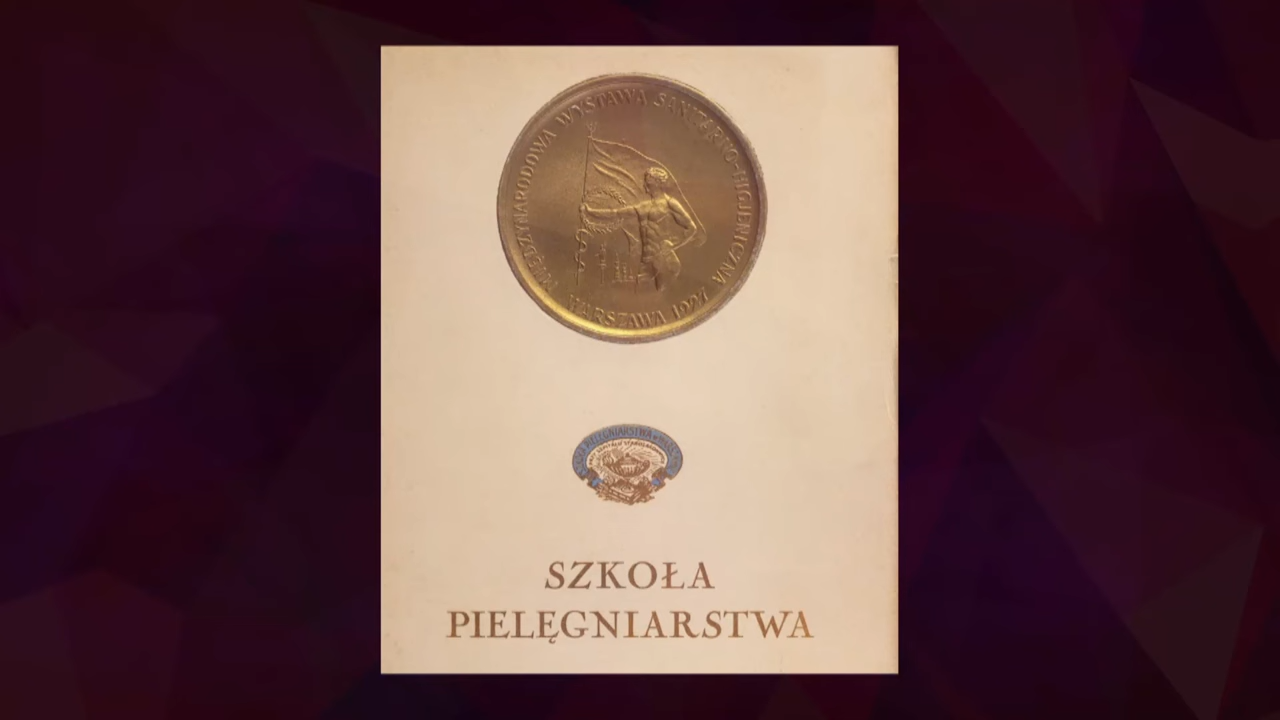 MIĘDZYNARODOWA WYSTAWA SANITARNO-HIGJENICZNA
WARSZAWA 1927
SZKOŁA
PIELĘGNIARSTWA